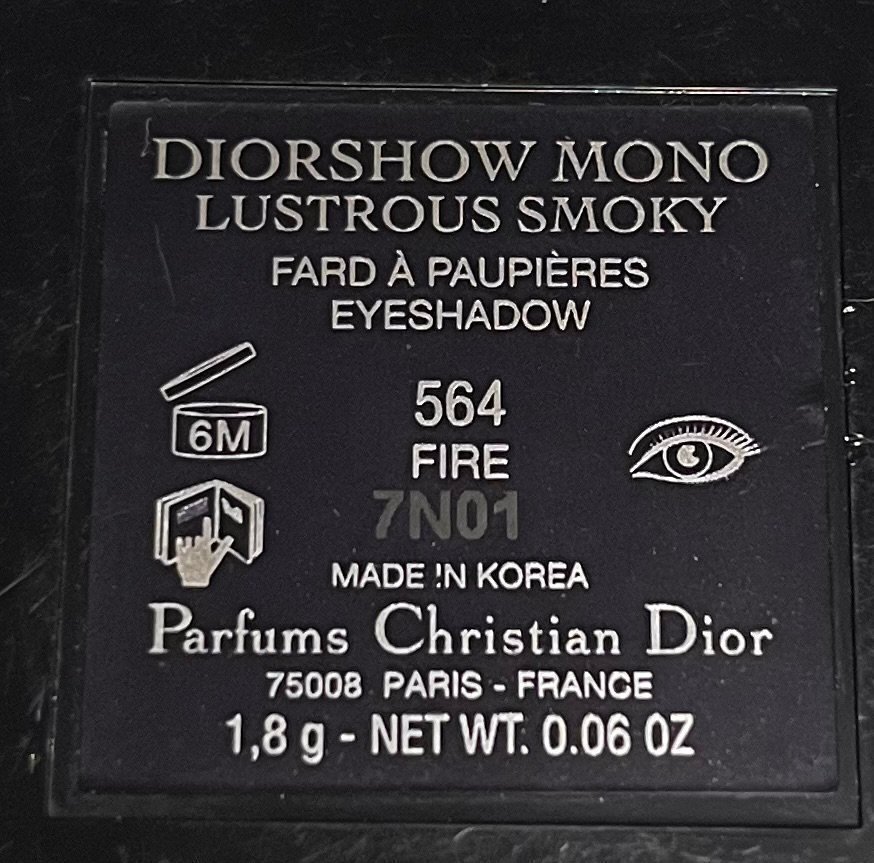 DIORSHOW MONO
LUSTROUS SMOKY
FARD À PAUPIÈRES
EYESHADOW
564
6M
FIRE
7N01
MADE IN KOREA
Parfums Christian Dior
75008 PARIS - FRANCE
1,8 g - NET WT. 0.06 OZ